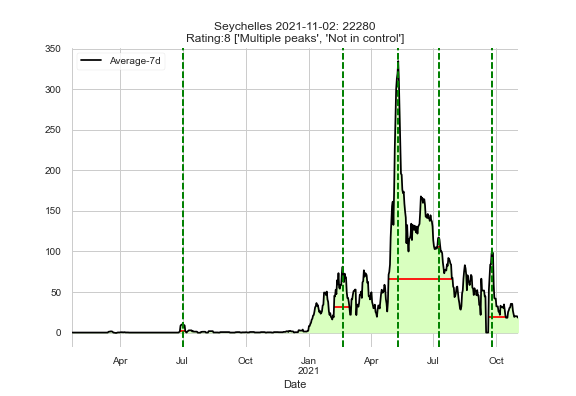 Seychelles 2021-11-02: 22280
Rating:8 ['Multiple peaks', 'Not in control']
350
300
250
200
150
100
50
0
Average-7d
Apr
Jul
Oct
Jan
2021
Apr
Jul
Oct
Date